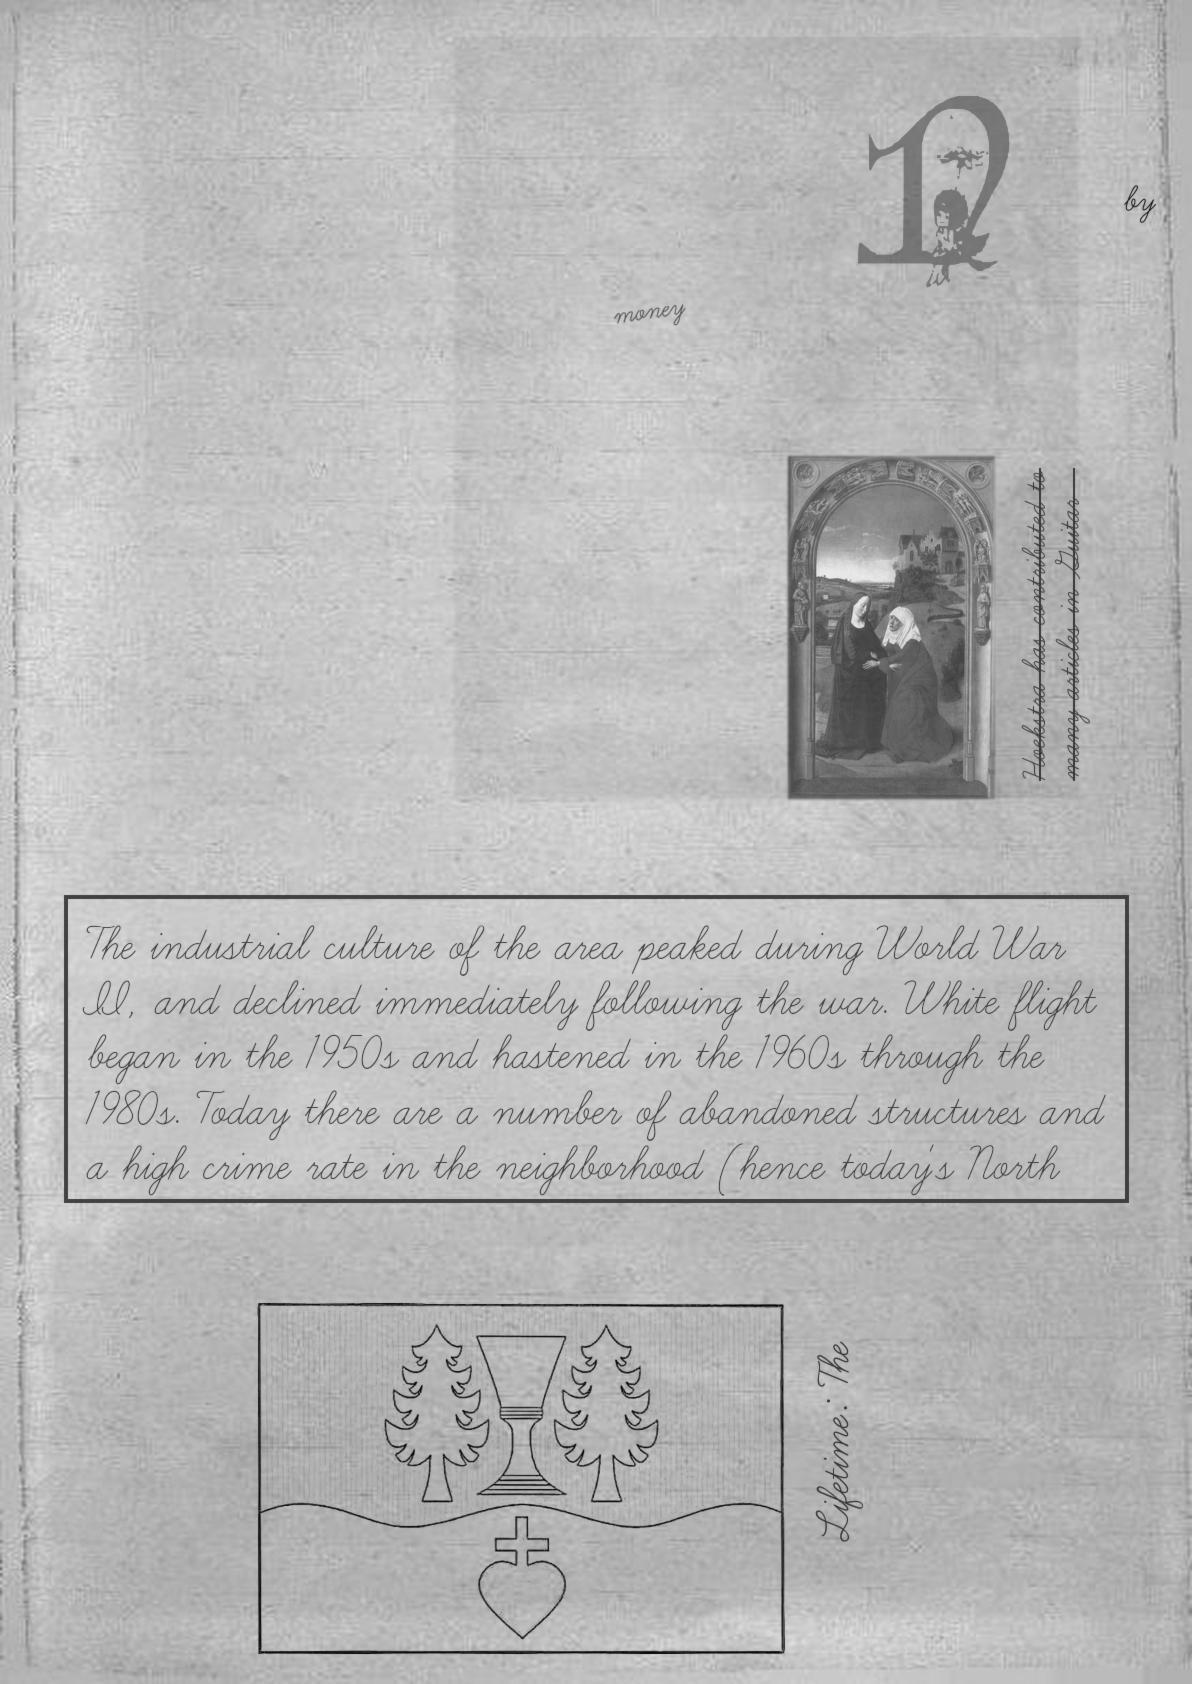 by
money
Hoekstra has contributed to
many articles in Guitar
The industrial culture of the area peaked during World War
II, and declined immediately following the war. White flight
began in the 1950s and hastened in the 1960s through the
1980s. Today there are a number of abandoned structures and
a high crime rate in the neighborhood (hence today's North
Lifetime: The